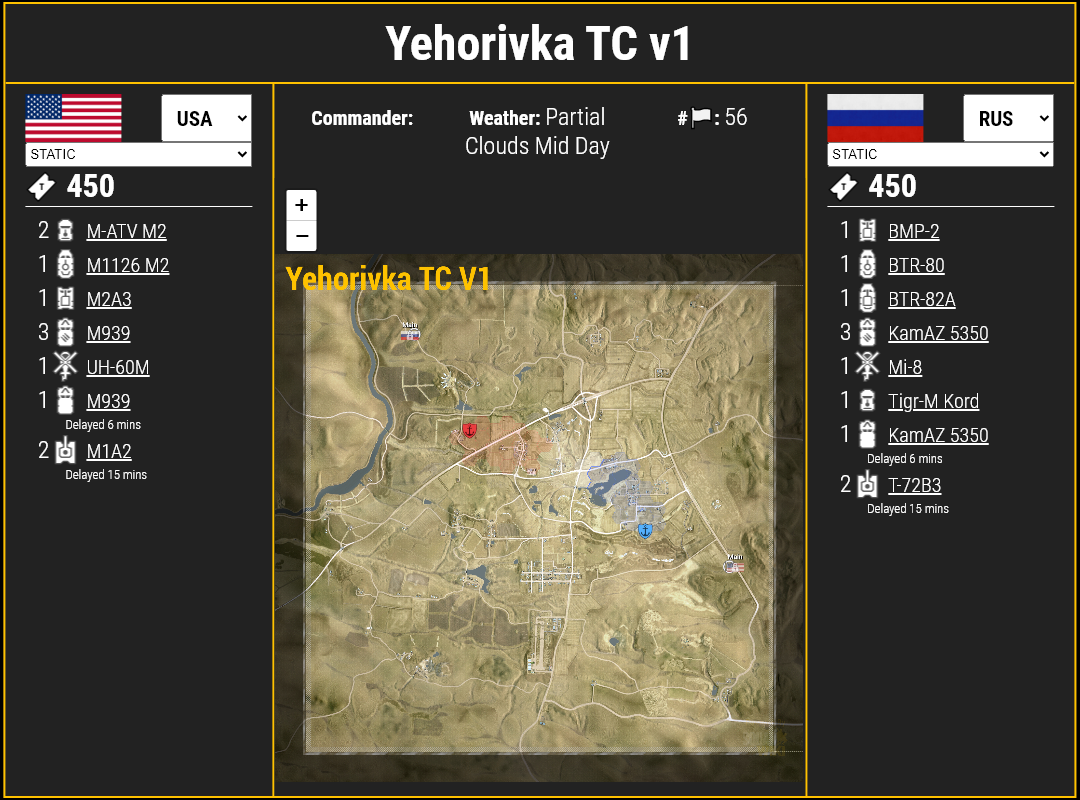 Yehorivka TC v1
USA
STATIC
450
2 M-ATV M2
1 M1126 M2
1 M2A3
3 M939
1 UH-60M
1 M939
Delayed 6 mins
2 M1A2
Delayed 15 mins
Commander:
Weather: Partial
Clouds Mid Day
#: 56
+
−
Yehorivka TC V1
Main
Main
RUS
STATIC
450
1 BMP-2
1 BTR-80
1 BTR-82A
3 KamAZ 5350
1 Mi-8
1 Tigr-M Kord
1 KamAZ 5350
Delayed 6 mins
2 T-72B3
Delayed 15 mins